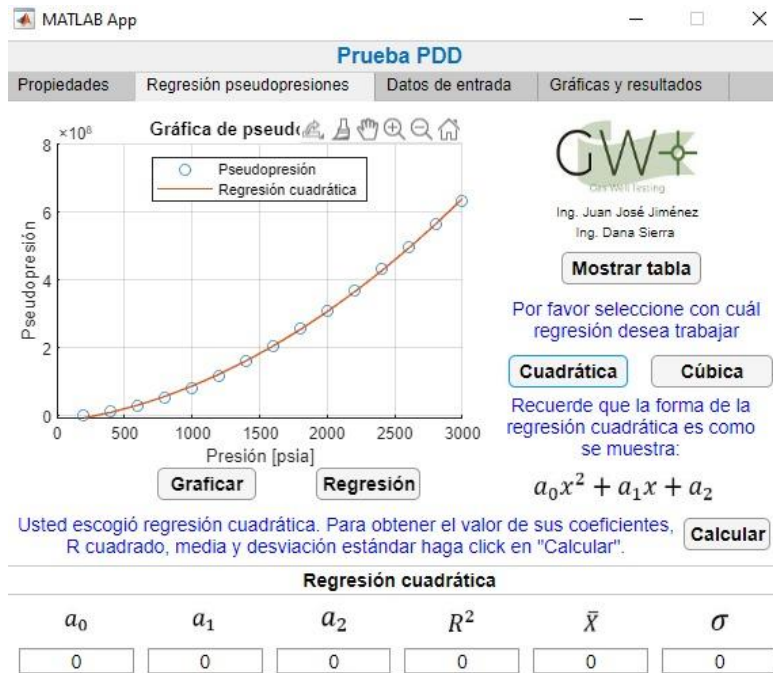 MATLAB App
Prueba PDD
Propiedades Regresión pseudopresiones Datos de entrada Gráficas y resultados
×10⁸ Gráfica de
Pseudopresión
Regresión cuadrática
8
6
4
2
0
0 500 1000 1500 2000 2500 3000
Pseudopresión
Presión [psia]
Graficar Regresión
GW
Gas Well Testing
Ing. Juan José Jiménez
Ing. Dana Sierra
Mostrar tabla
Por favor seleccione con cuál
regresión desea trabajar
Cuadrática Cúbica
Recuerde que la forma de la
regresión cuadrática es como
se muestra:
a₀x² + a₁x + a₂
Usted escogió regresión cuadrática. Para obtener el valor de sus coeficientes,
R cuadrado, media y desviación estándar haga click en "Calcular".
Calcular
Regresión cuadrática
a₀ a₁ a₂ R² X̄ σ
0 0 0 0 0 0